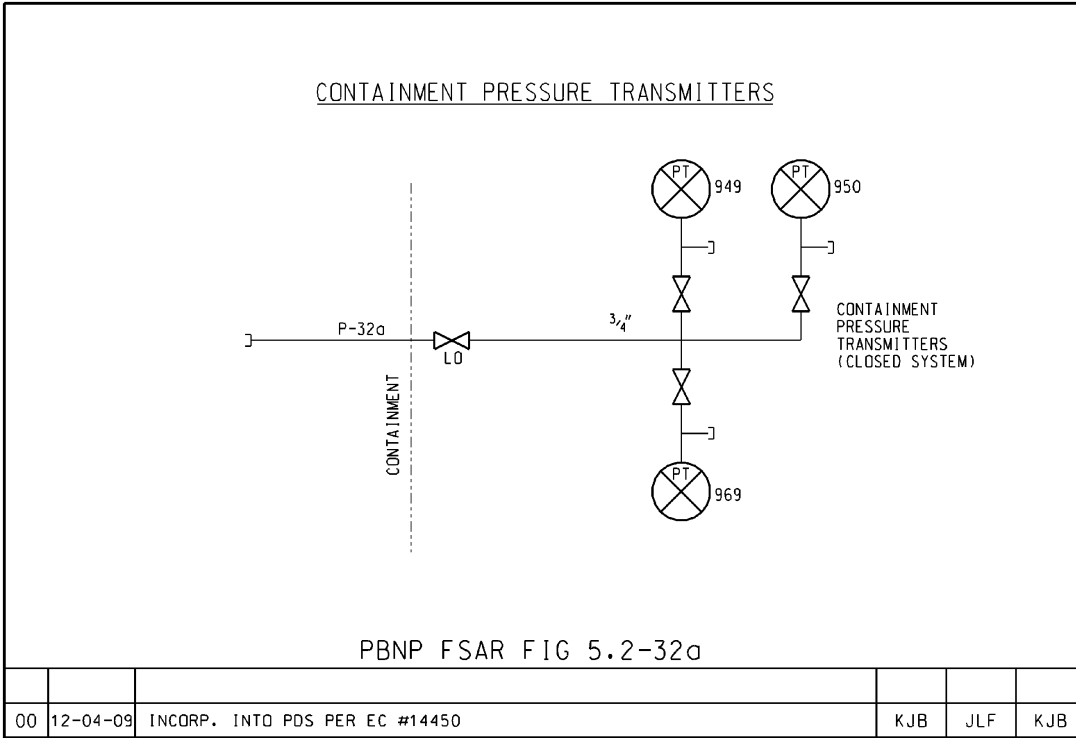 CONTAINMENT PRESSURE TRANSMITTERS
PT
949
PT
950
P-32a
LO
3/4"
CONTAINMENT
PRESSURE
TRANSMITTERS
(CLOSED SYSTEM)
CONTAINMENT
PT
969
PBNP FSAR FIG 5.2-32a
00 12-04-09 INCORP. INTO PDS PER EC #14450 KJB JLF KJB